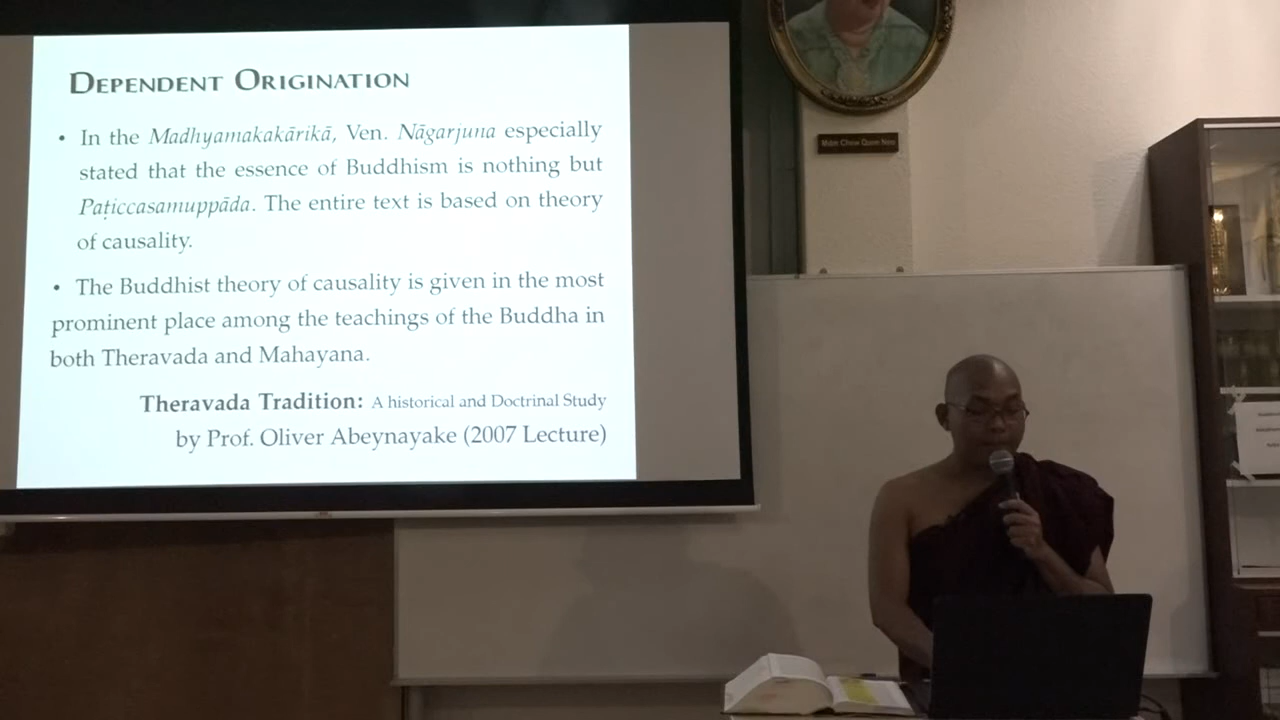 DEPENDENT ORIGINATION
• In the Madhyamakakārikā, Ven. Nāgarjuna especially
stated that the essence of Buddhism is nothing but
Paṭiccasamuppāda. The entire text is based on theory
of causality.
• The Buddhist theory of causality is given in the most
prominent place among the teachings of the Buddha in
both Theravada and Mahayana.
Theravada Tradition: A historical and Doctrinal Study
by Prof. Oliver Abeynayake (2007 Lecture)